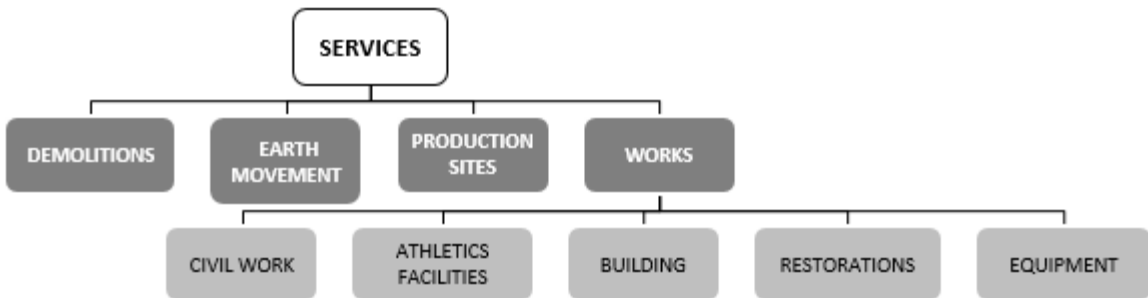 SERVICES
DEMOLITIONS
EARTH
MOVEMENT
PRODUCTION
SITES
WORKS
CIVIL WORK
ATHLETICS
FACILITIES
BUILDING
RESTORATIONS
EQUIPMENT